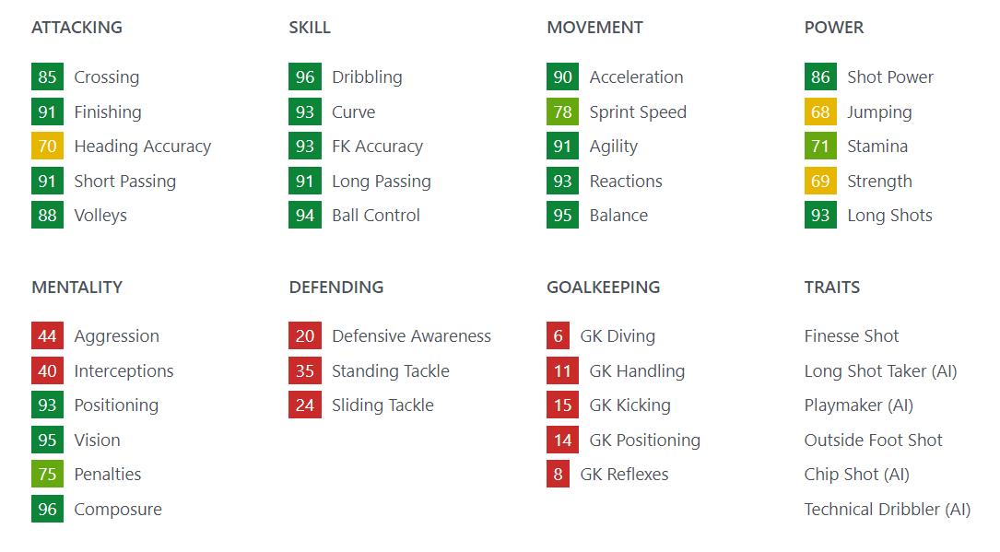 ATTACKING
85 Crossing
91 Finishing
70 Heading Accuracy
91 Short Passing
88 Volleys
SKILL
96 Dribbling
93 Curve
93 FK Accuracy
91 Long Passing
94 Ball Control
MOVEMENT
90 Acceleration
78 Sprint Speed
91 Agility
93 Reactions
95 Balance
POWER
86 Shot Power
68 Jumping
71 Stamina
69 Strength
93 Long Shots
MENTALITY
44 Aggression
40 Interceptions
93 Positioning
95 Vision
75 Penalties
96 Composure
DEFENDING
20 Defensive Awareness
35 Standing Tackle
24 Sliding Tackle
GOALKEEPING
6 GK Diving
11 GK Handling
15 GK Kicking
14 GK Positioning
8 GK Reflexes
TRAITS
Finesse Shot
Long Shot Taker (AI)
Playmaker (AI)
Outside Foot Shot
Chip Shot (AI)
Technical Dribbler (AI)